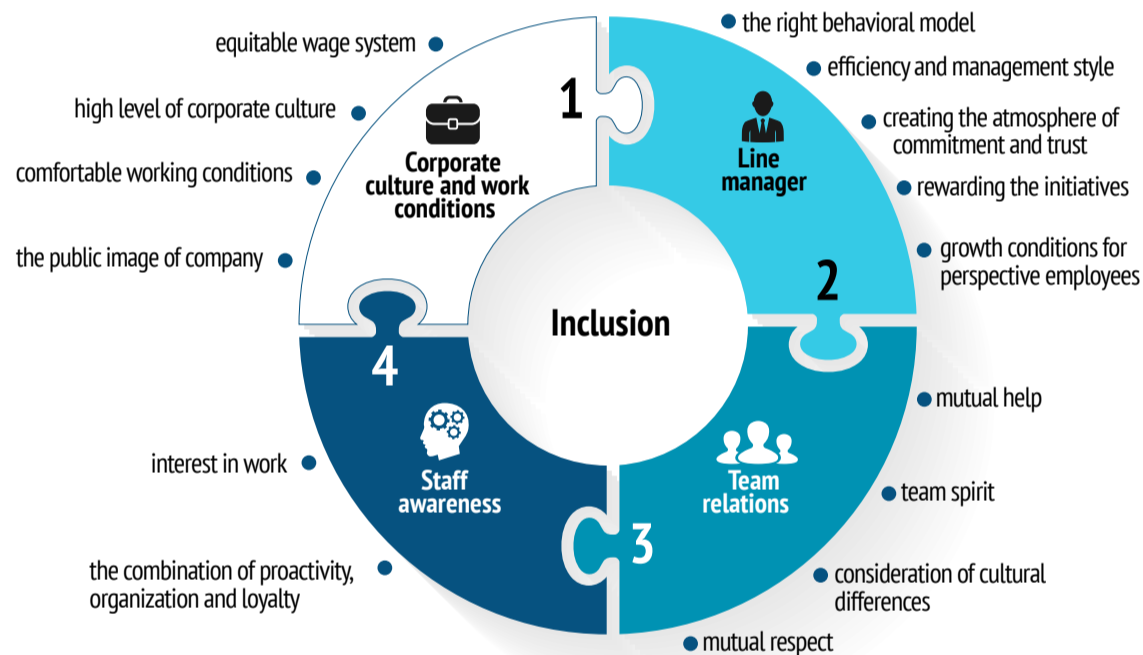 equitable wage system
high level of corporate culture
comfortable working conditions
the public image of company
1
Corporate
culture and work
conditions
the right behavioral model
efficiency and management style
creating the atmosphere of
commitment and trust
rewarding the initiatives
growth conditions for
perspective employees
Line
manager
2
Inclusion
mutual help
team spirit
consideration of cultural
differences
mutual respect
Team
relations
3
4
Staff
awareness
interest in work
the combination of proactivity,
organization and loyalty